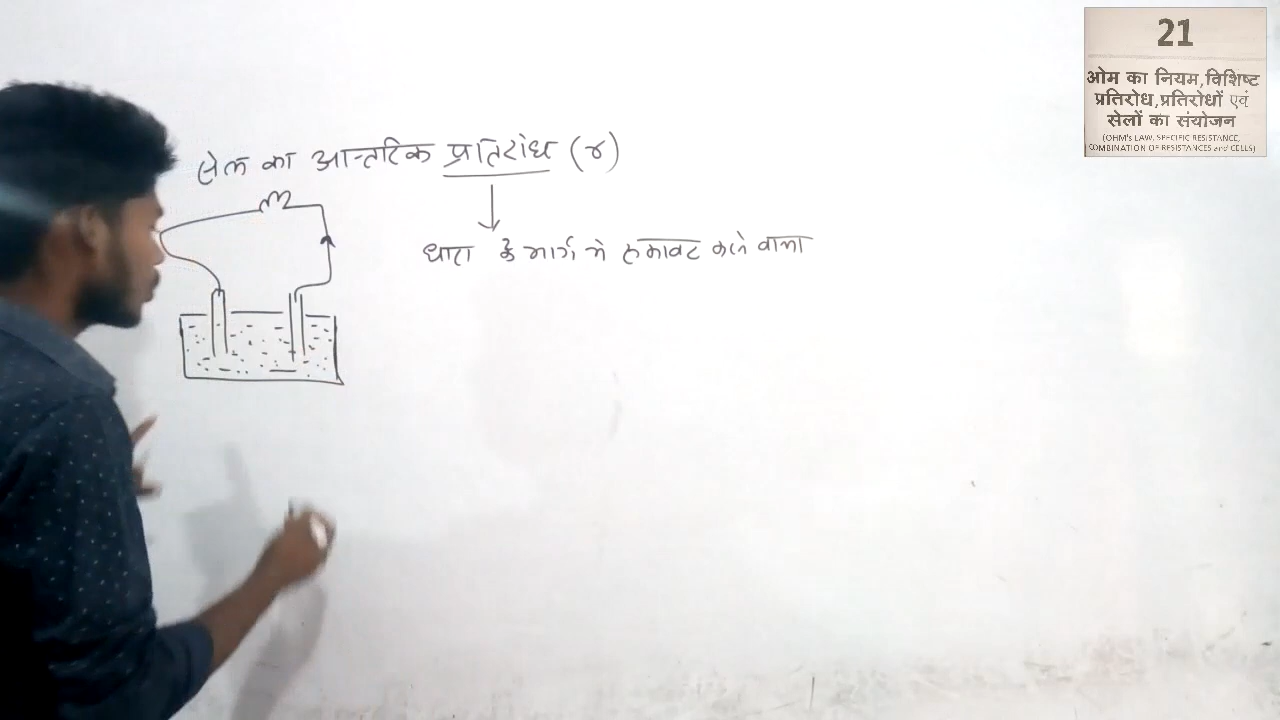 21
ओम का नियम,विशिष्ट
प्रतिरोध,प्रतिरोधों एवं
सेलों का संयोजन
(OHM's LAW, SPECIFIC RESISTANCE,
COMBINATION OF RESISTANCES and CELLS)
सेल का आन्तरिक प्रतिरोध (r)
धारा के मार्ग मे रुकावट करने वाला